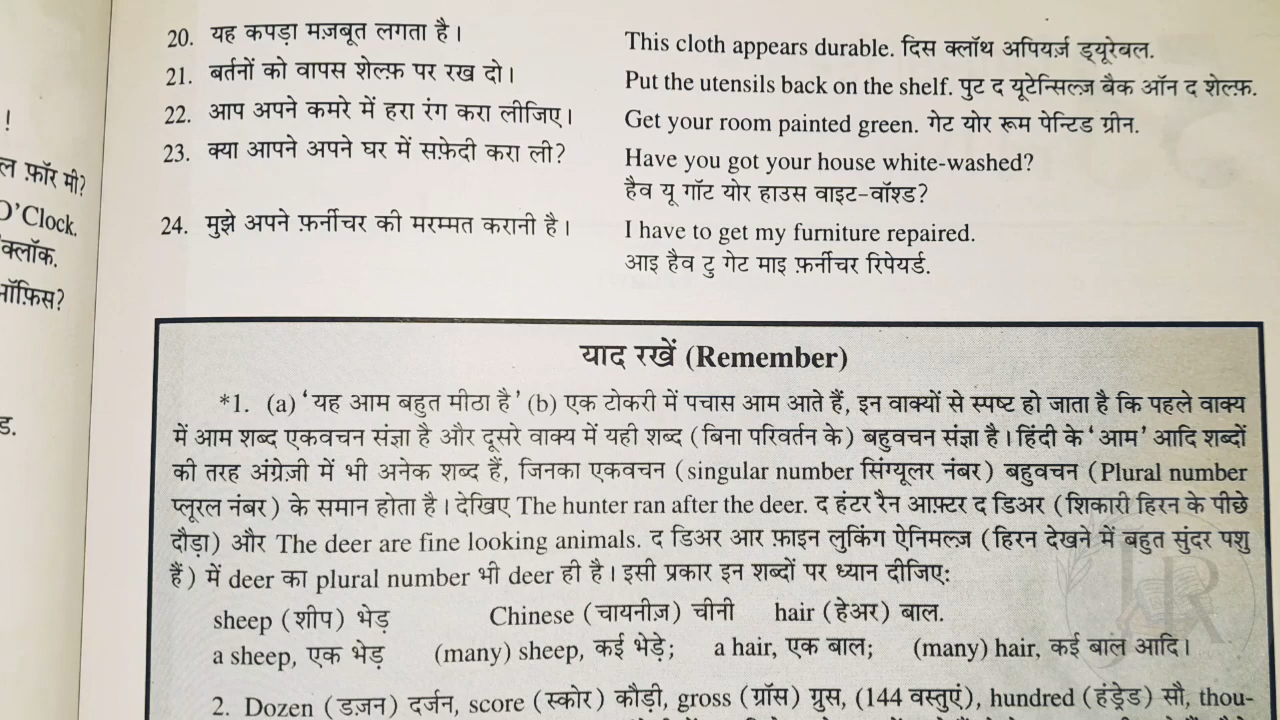 !
फ़ॉर मी?
O'Clock.
क्लॉक.
20. यह कपड़ा मज़बूत लगता है। This cloth appears durable. दिस क्लॉथ अपियर्ज़ ड्यूरेबल.
21. बर्तनों को वापस शेल्फ़ पर रख दो। Put the utensils back on the shelf. पुट द यूटेन्सिल्ज़ बैक ऑन द शेल्फ़.
22. आप अपने कमरे में हरा रंग करा लीजिए। Get your room painted green. गेट योर रूम पेन्टिड ग्रीन.
23. क्या आपने अपने घर में सफ़ेदी करा ली? Have you got your house white-washed?
हैव यू गॉट योर हाउस वाइट-वॉश्ड?
24. मुझे अपने फ़र्नीचर की मरम्मत करानी है। I have to get my furniture repaired.
आइ हैव टु गेट माइ फ़र्नीचर रिपेयर्ड.
याद रखें (Remember)
*1. (a) 'यह आम बहुत मीठा है' (b) एक टोकरी में पचास आम आते हैं, इन वाक्यों से स्पष्ट हो जाता है कि पहले वाक्य
में आम शब्द एकवचन संज्ञा है और दूसरे वाक्य में यही शब्द (बिना परिवर्तन के) बहुवचन संज्ञा है। हिंदी के 'आम' आदि शब्दों
की तरह अंग्रेज़ी में भी अनेक शब्द हैं, जिनका एकवचन (singular number सिंग्यूलर नंबर) बहुवचन (Plural number
प्लूरल नंबर) के समान होता है। देखिए The hunter ran after the deer. द हंटर रैन आफ़्टर द डिअर (शिकारी हिरन के पीछे
दौड़ा) और The deer are fine looking animals. द डिअर आर फ़ाइन लुकिंग ऐनिमल्ज़ (हिरन देखने में बहुत सुंदर पशु
हैं) में deer का plural number भी deer ही है। इसी प्रकार इन शब्दों पर ध्यान दीजिए:
sheep (शीप) भेड़ Chinese (चायनीज़) चीनी hair (हेअर) बाल.
a sheep, एक भेड़ (many) sheep, कई भेड़े; a hair, एक बाल; (many) hair, कई बाल आदि।
2. Dozen (डज़न) दर्जन, score (स्कोर) कौड़ी, gross (ग्रॉस) ग्रुस, (144 वस्तुएं), hundred (हंड्रेड) सौ, thou-